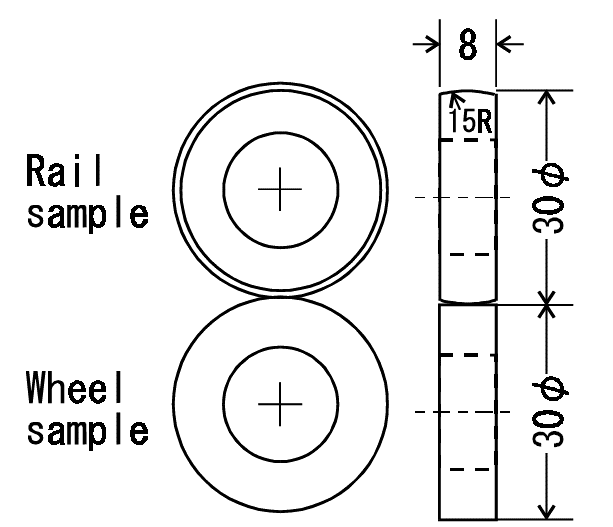 8
15R
Rail
sample
30φ
Wheel
sample
30φ